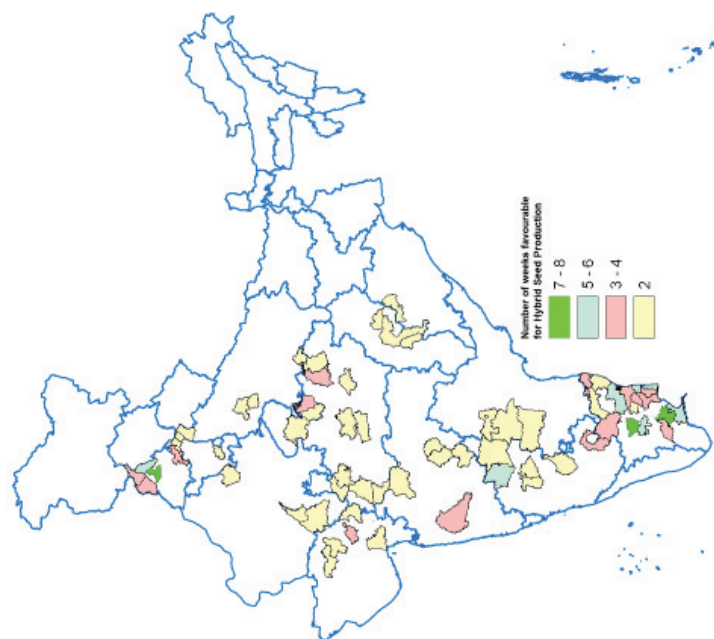 Number of weeks favourable
for Hybrid Seed Production
7 - 8
5 - 6
3 - 4
2